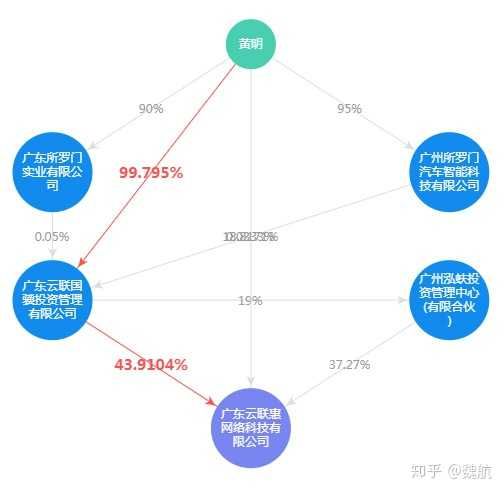 黄明
90%
95%
广东所罗门
实业有限公
司
99.795%
广州所罗门
汽车智能科
技有限公司
0.05%
广东云联国
骏投资管理
有限公司
19%
广州泓蚨投
资管理中心
(有限合伙
)
43.9104%
37.27%
广东云联惠
网络科技有
限公司
知乎 @魏航